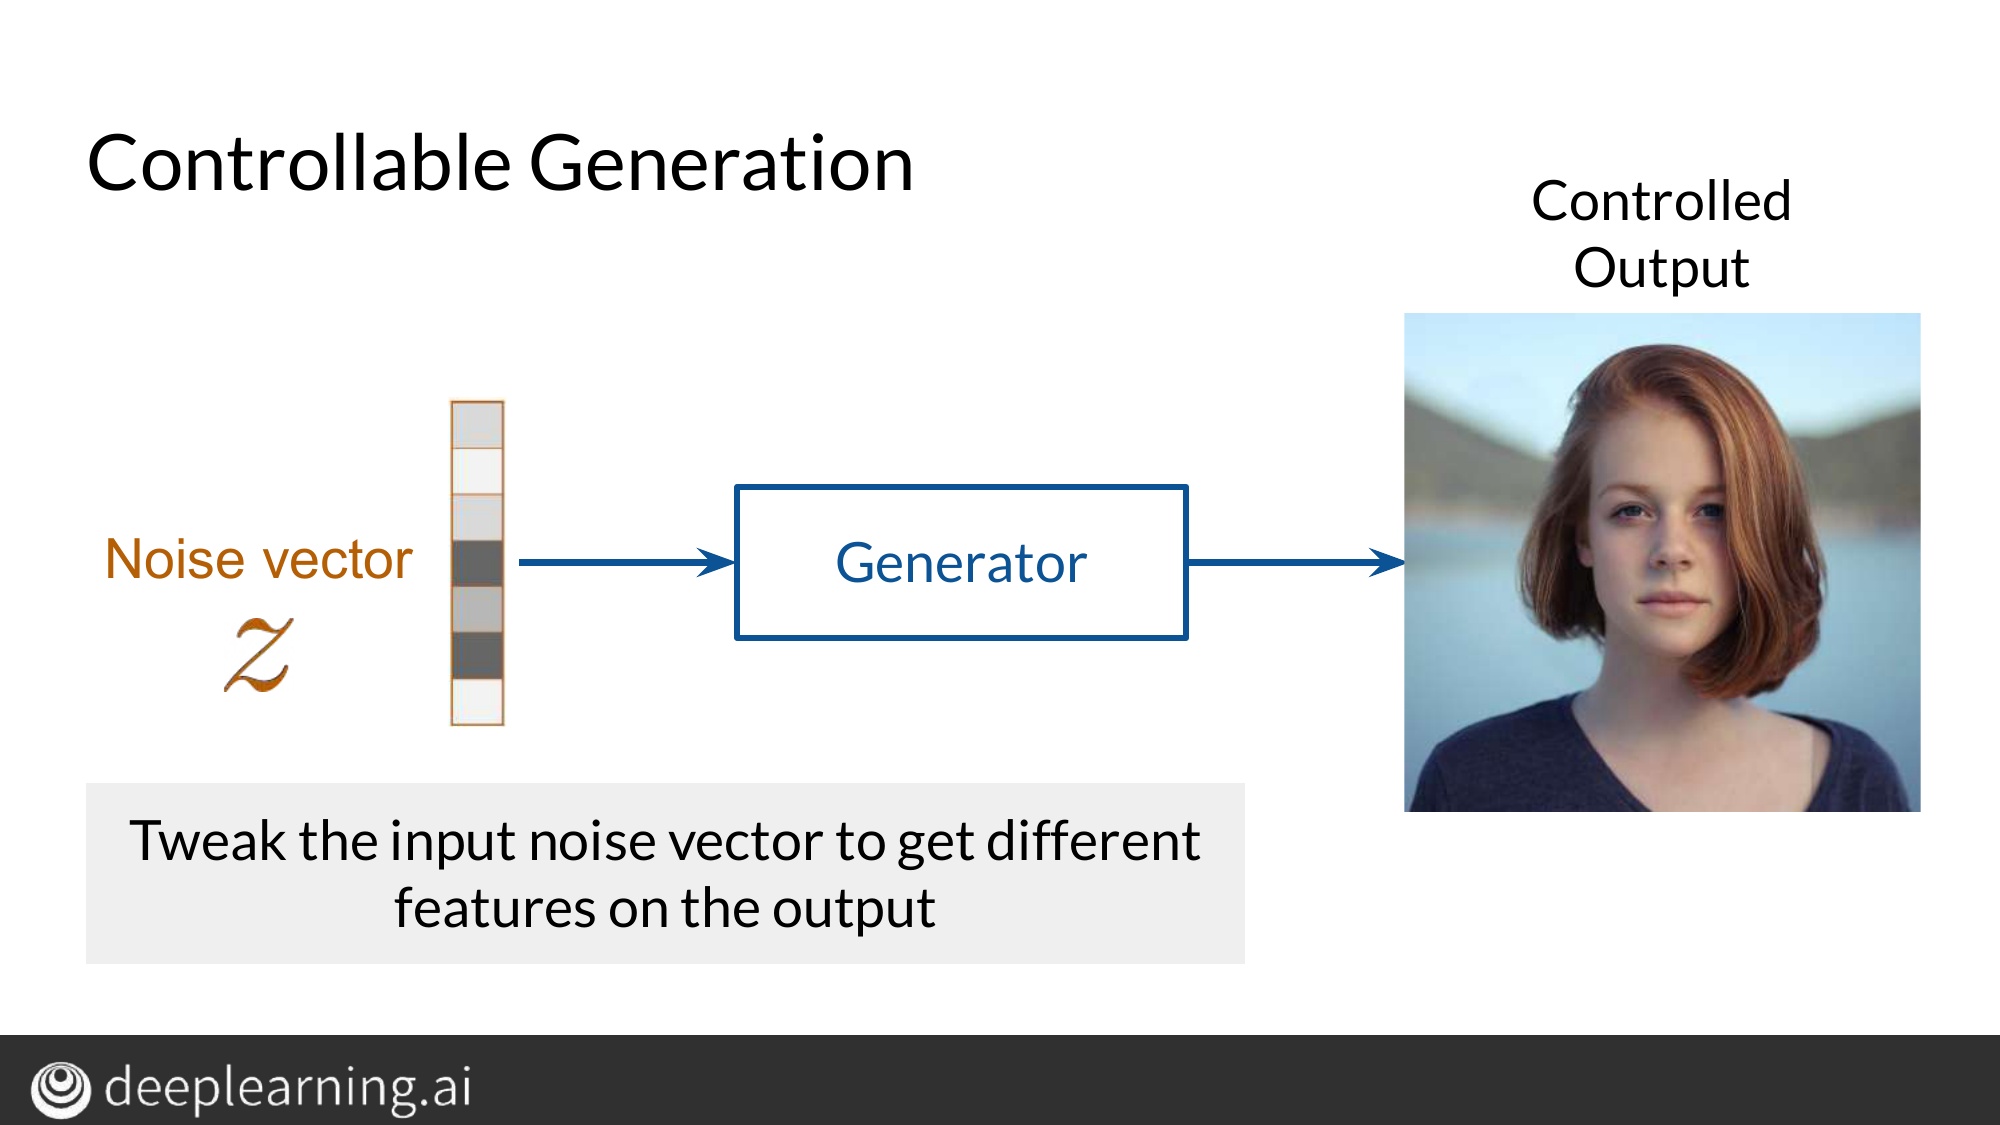 Controllable Generation
Controlled
Output
Noise vector
z
Generator
Tweak the input noise vector to get different
features on the output
deeplearning.ai